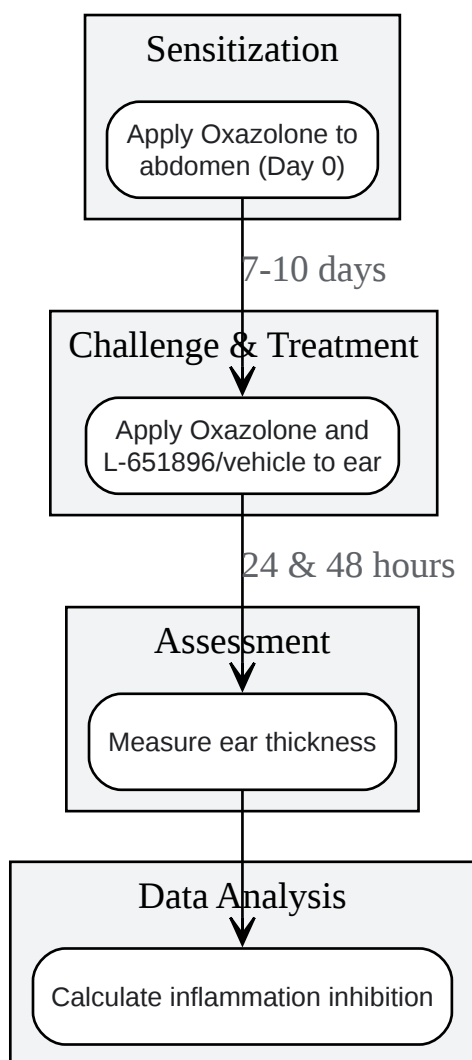 Sensitization
Apply Oxazolone to
abdomen (Day 0)
7-10 days
Challenge & Treatment
Apply Oxazolone and
L-651896/vehicle to ear
24 & 48 hours
Assessment
Measure ear thickness
Data Analysis
Calculate inflammation inhibition